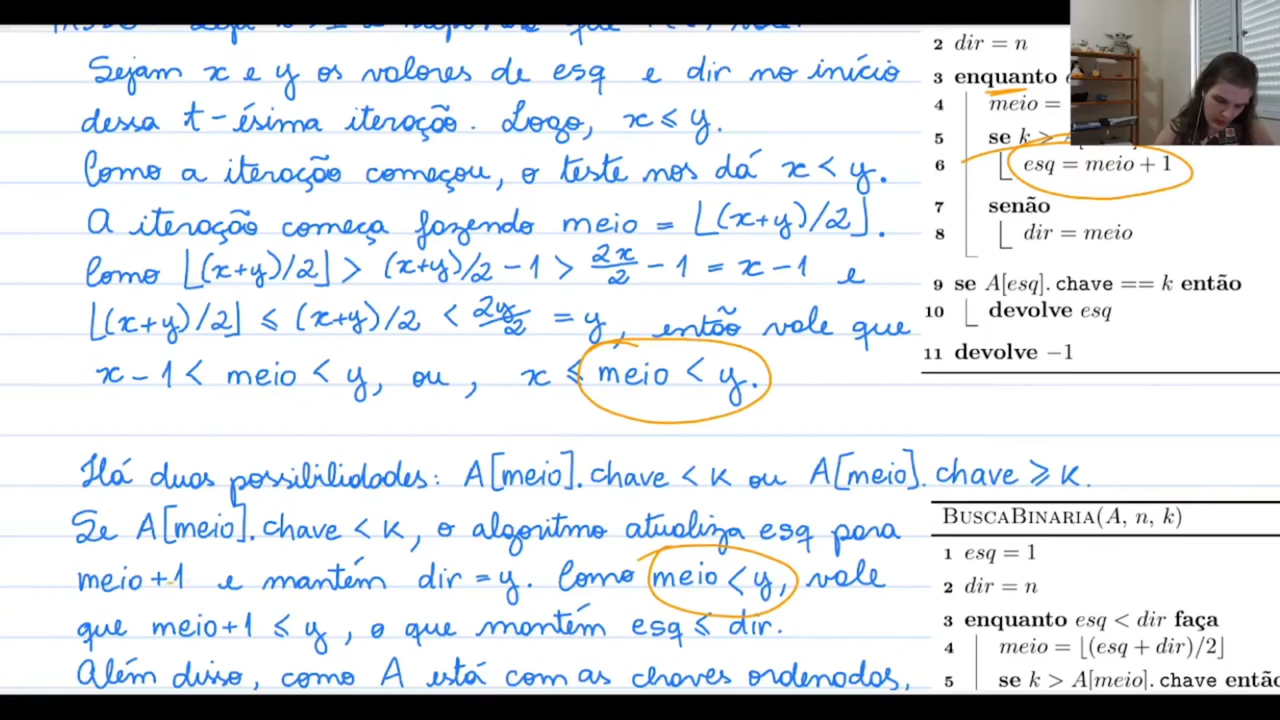 Sejam x e y os valores de esq e dir no início
dessa t-ésima iteração. Logo, x ≤ y.
Como a iteração começou, o teste nos dá x < y.
A iteração começa fazendo meio = ⌊(x+y)/2⌋.
Como ⌊(x+y)/2⌋ > (x+y)/2 - 1 > 2x/2 - 1 = x - 1 e
⌊(x+y)/2⌋ ≤ (x+y)/2 < 2y/2 = y, então vale que
x - 1 < meio < y, ou, x ≤ meio < y.
Há duas possibilidades: A[meio].chave < K ou A[meio].chave ≥ K.
Se A[meio].chave < K, o algoritmo atualiza esq para
meio+1 e mantém dir = y. Como meio < y, vale
que meio+1 ≤ y, o que mantém esq ≤ dir.
Além disso, como A está com as chaves ordenadas,
2 dir = n
3 enquanto
4 meio =
5 se k >
6 esq = meio + 1
7 senão
8 dir = meio
9 se A[esq].chave == k então
10 devolve esq
11 devolve −1
BUSCABINARIA(A, n, k)
1 esq = 1
2 dir = n
3 enquanto esq < dir faça
4 meio = ⌊(esq + dir)/2⌋
5 se k > A[meio].chave então